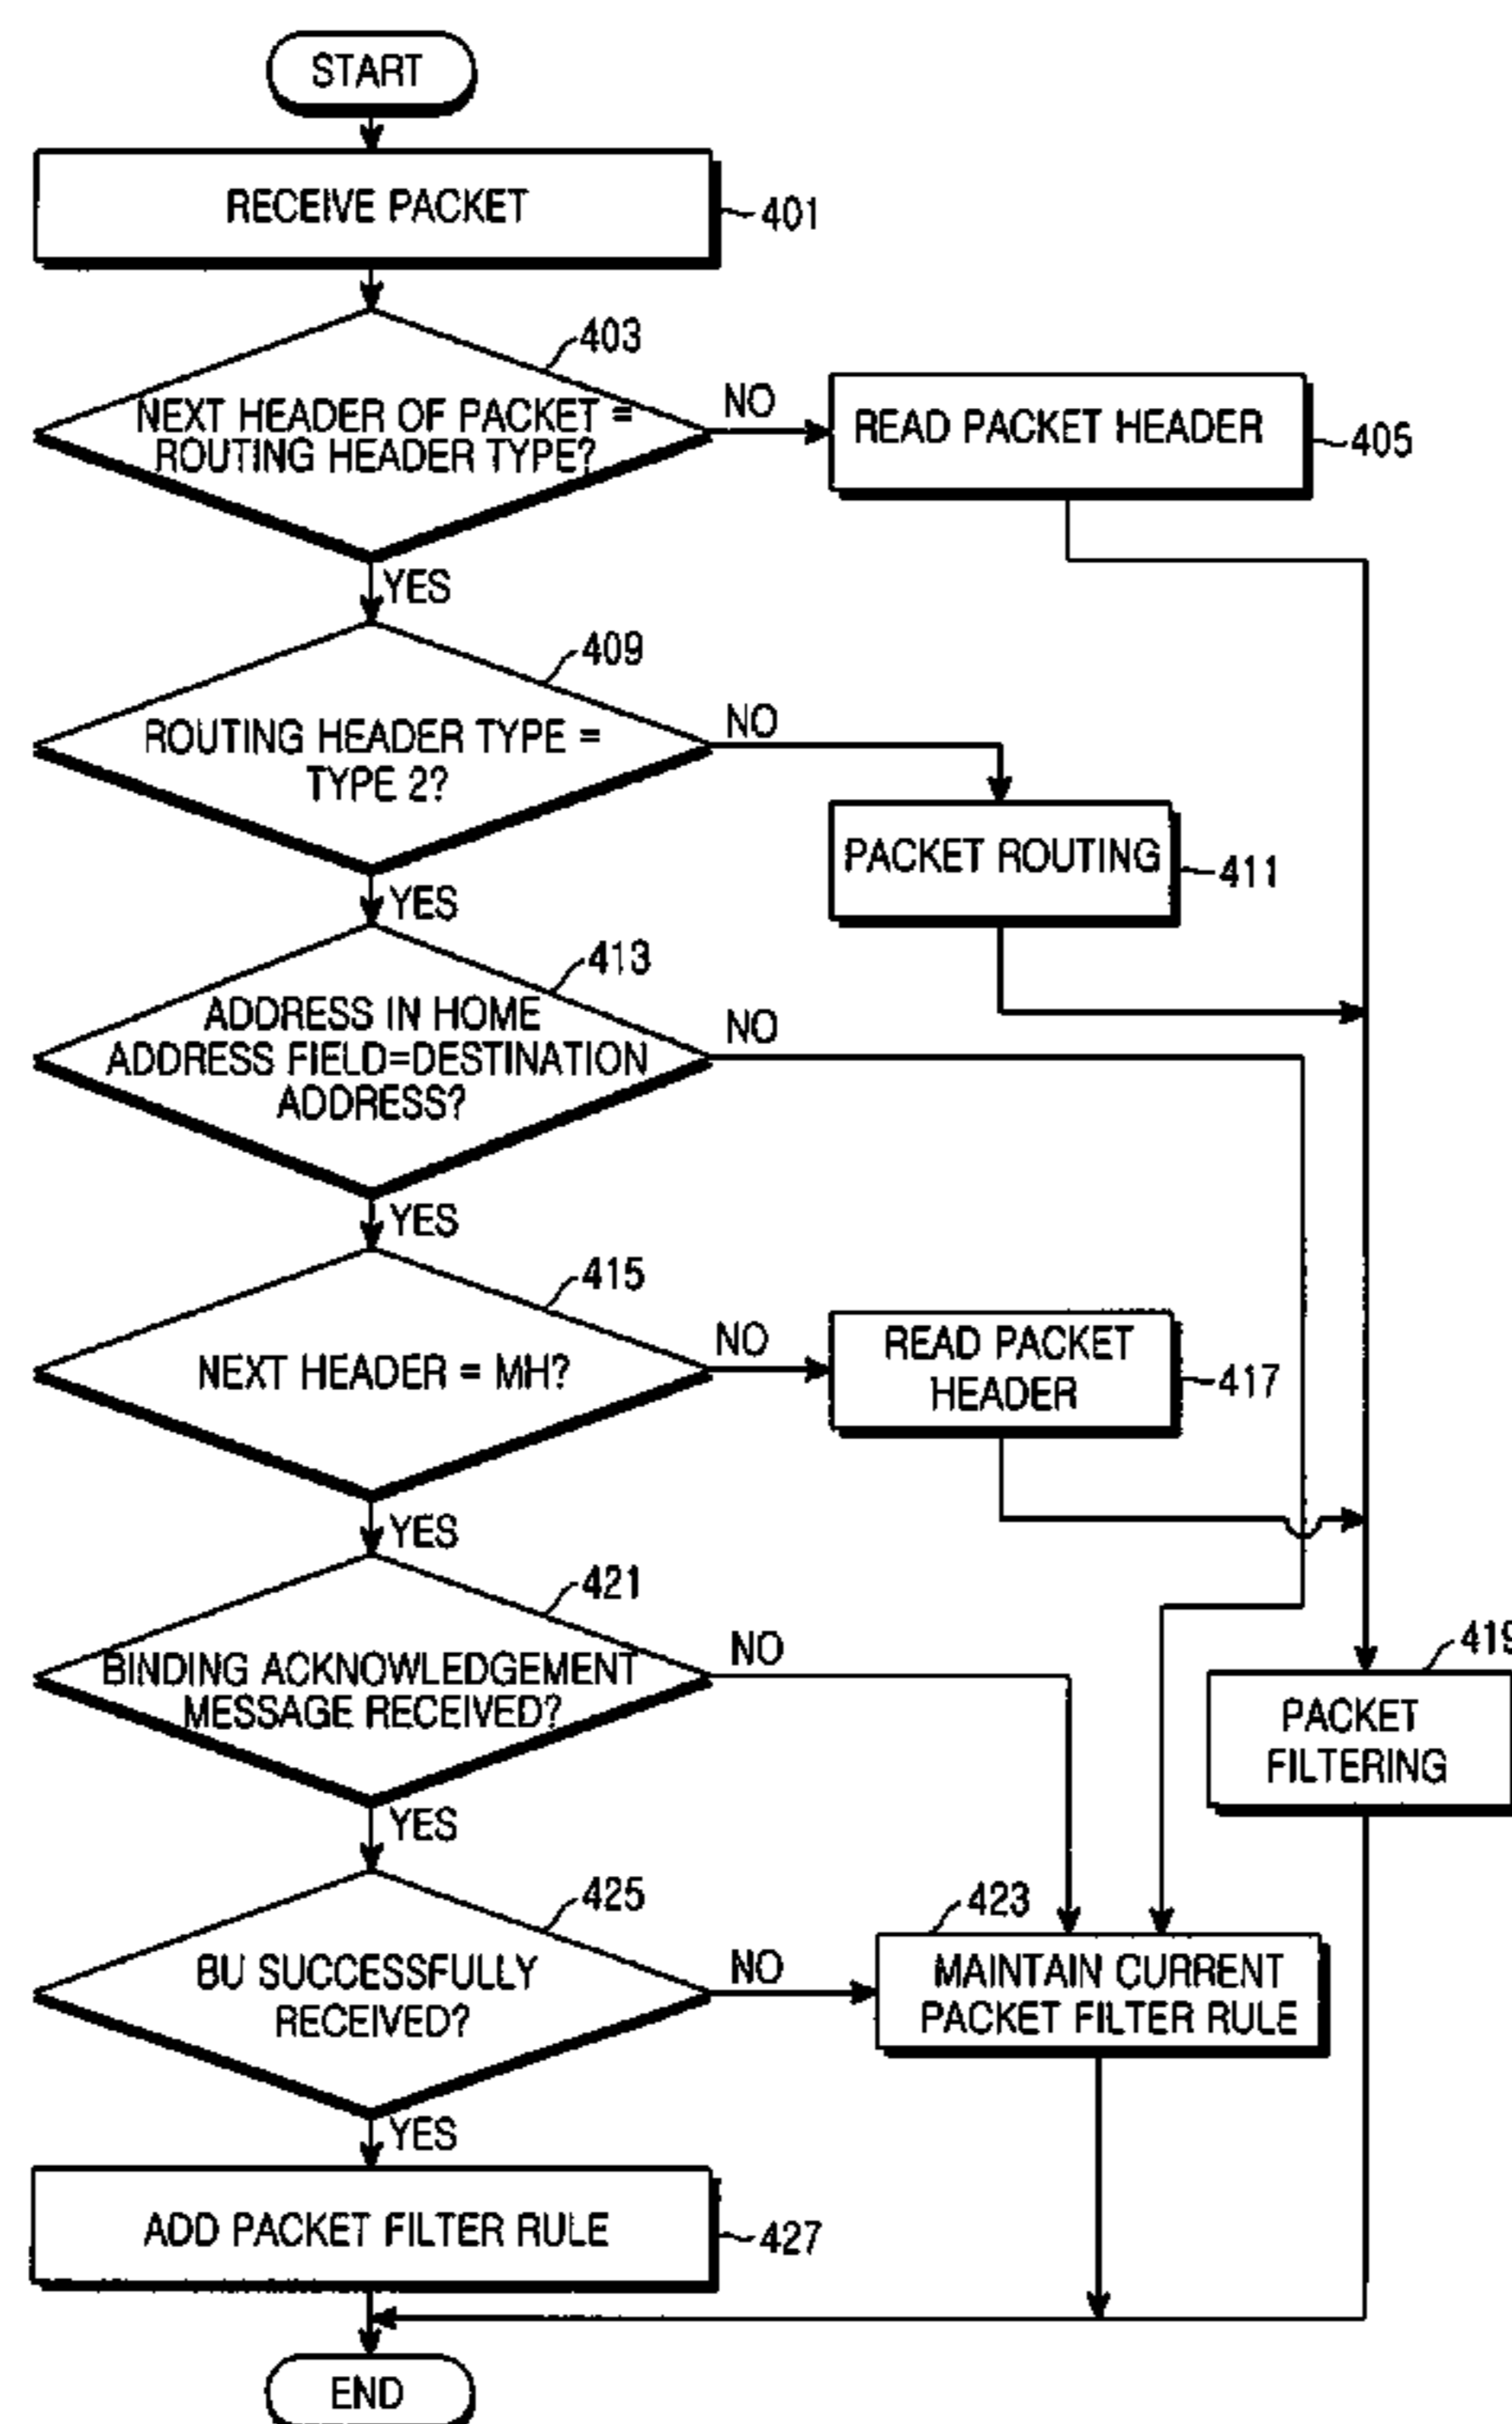 START
RECEIVE PACKET
401
403
NEXT HEADER OF PACKET =
ROUTING HEADER TYPE?
NO
READ PACKET HEADER
405
YES
409
ROUTING HEADER TYPE =
TYPE 2?
NO
PACKET ROUTING
411
YES
413
ADDRESS IN HOME
ADDRESS FIELD=DESTINATION
ADDRESS?
NO
YES
415
NEXT HEADER = MH?
NO
READ PACKET
HEADER
417
YES
421
BINDING ACKNOWLEDGEMENT
MESSAGE RECEIVED?
NO
419
PACKET
FILTERING
YES
425
BU SUCCESSFULLY
RECEIVED?
NO
423
MAINTAIN CURRENT
PACKET FILTER RULE
YES
ADD PACKET FILTER RULE
427
END